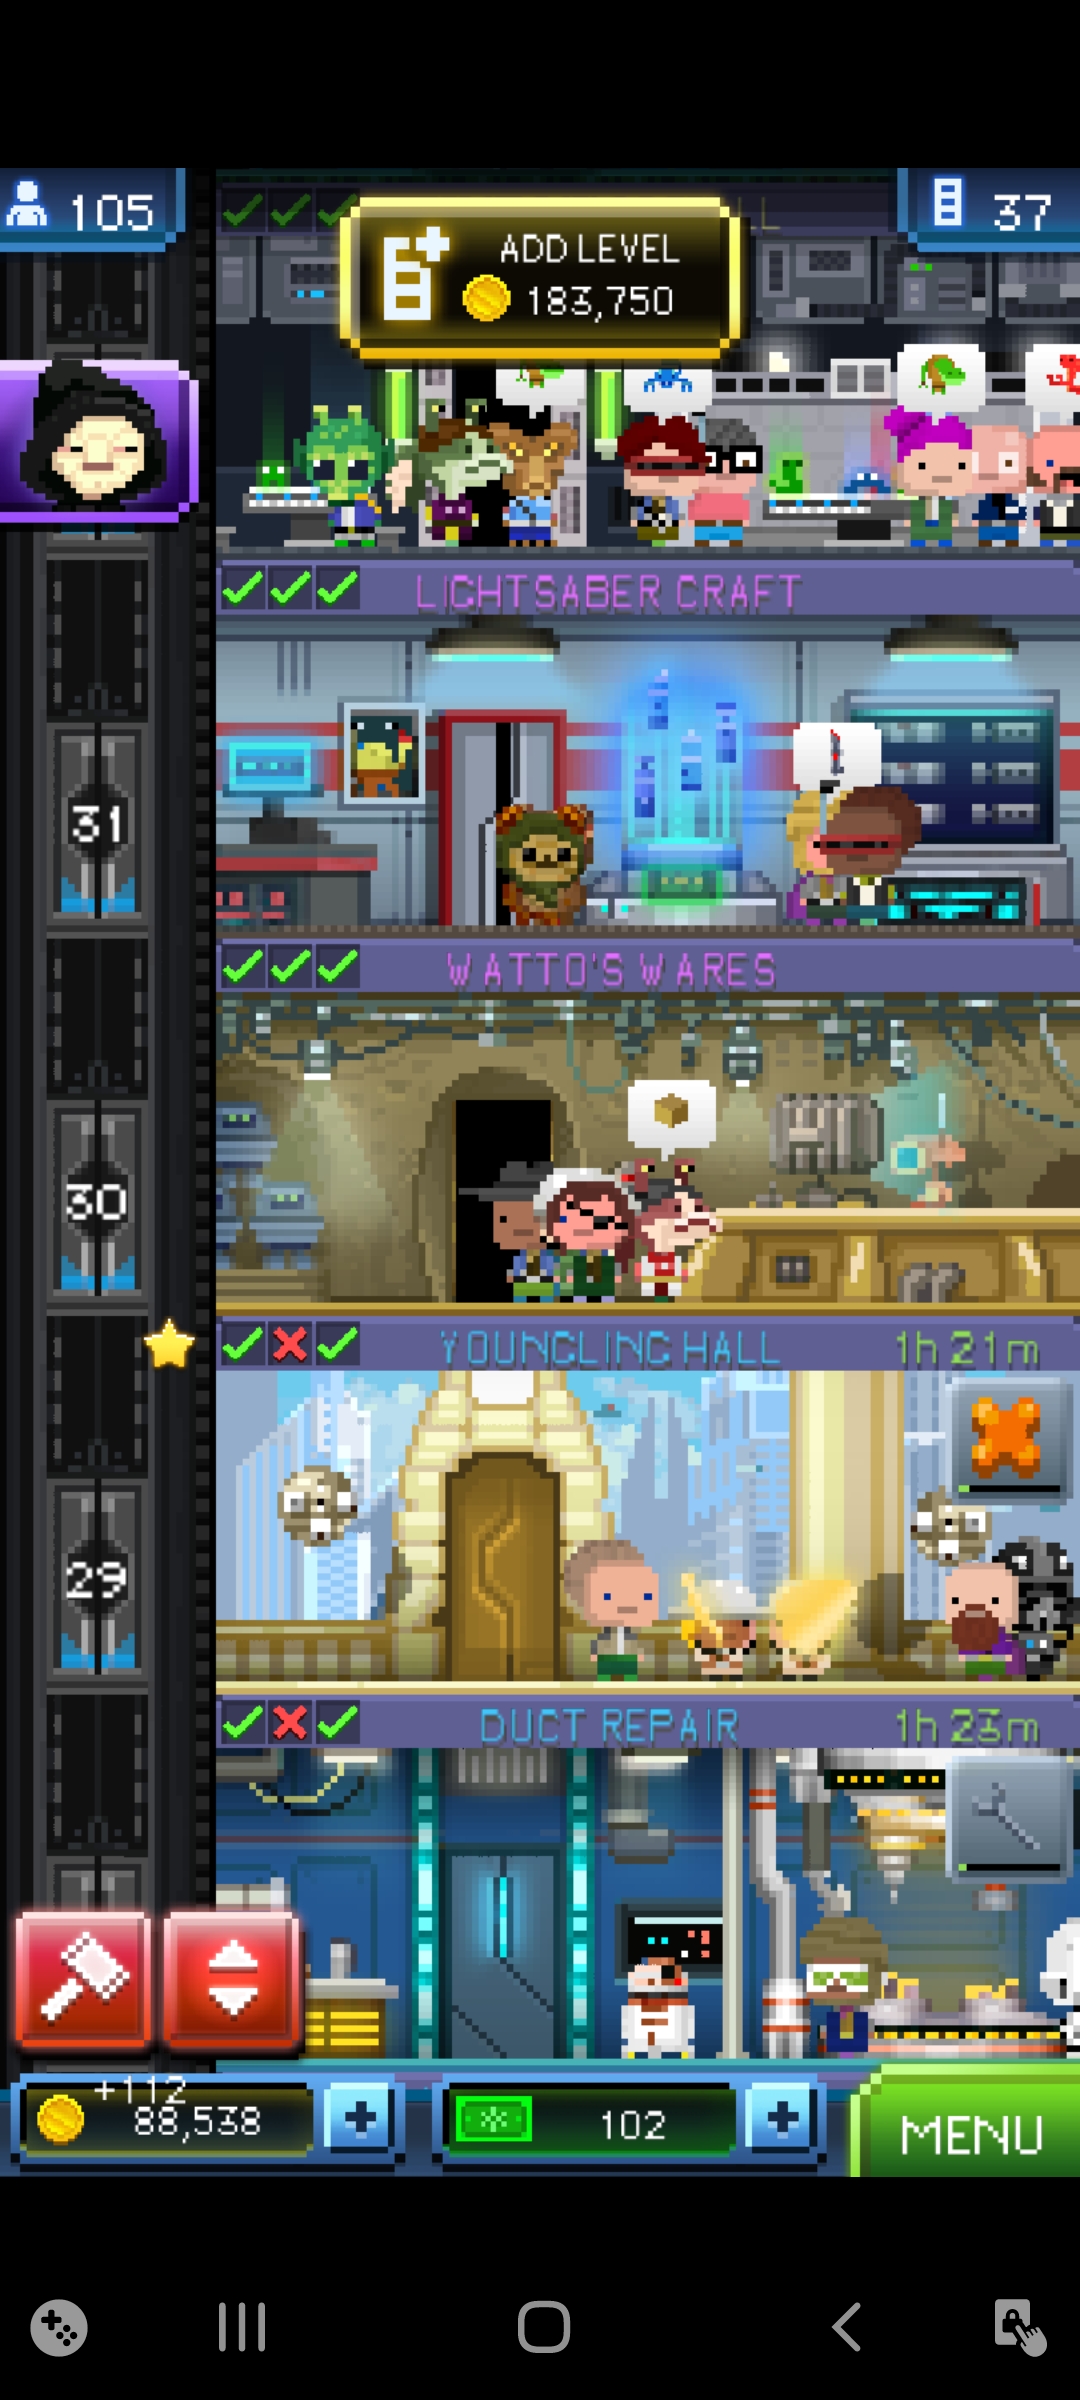 105
LL
37
ADD LEVEL
183,750
LIGHTSABER CRAFT
31
WATTO'S WARES
30
YOUNGLING HALL 1h 21m
29
DUCT REPAIR 1h 23m
+112
88,538
102
MENU